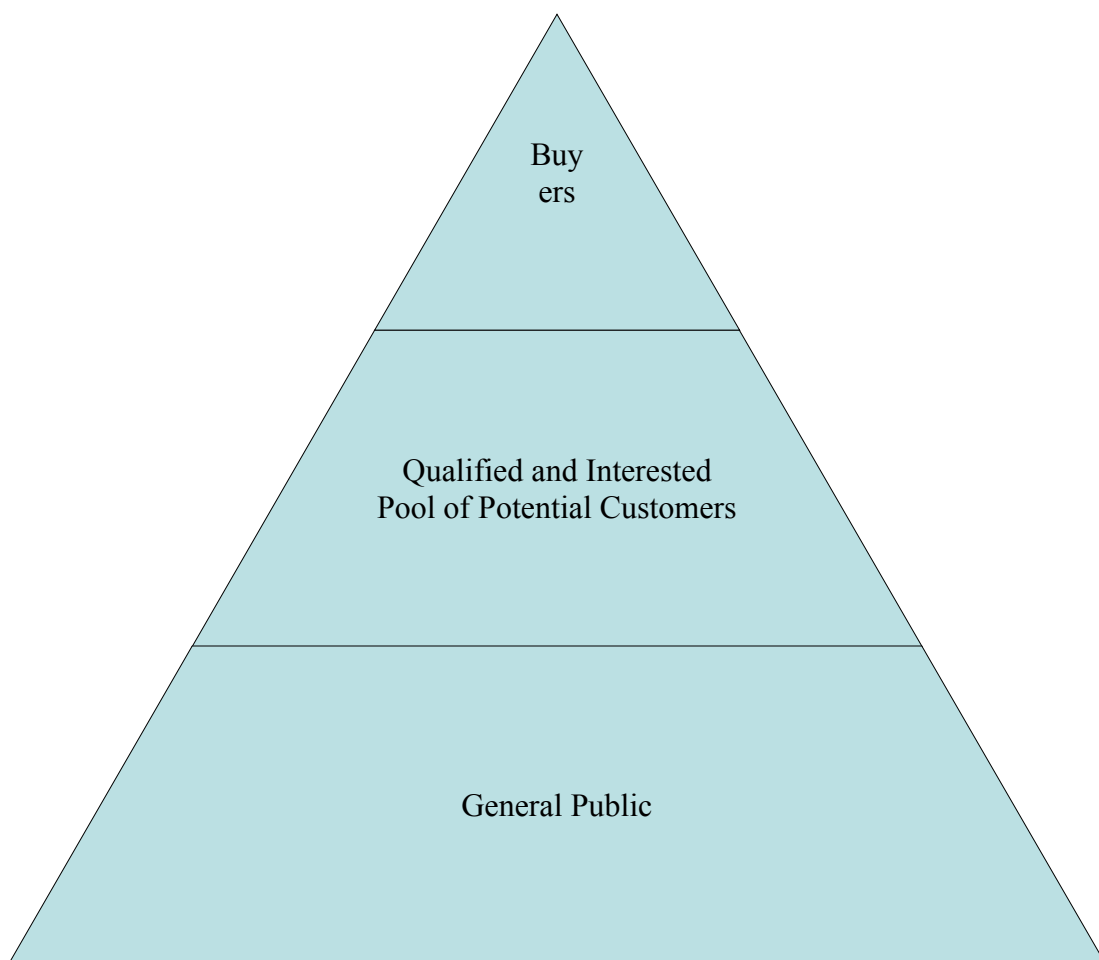 Buy
ers
Qualified and Interested
Pool of Potential Customers
General Public